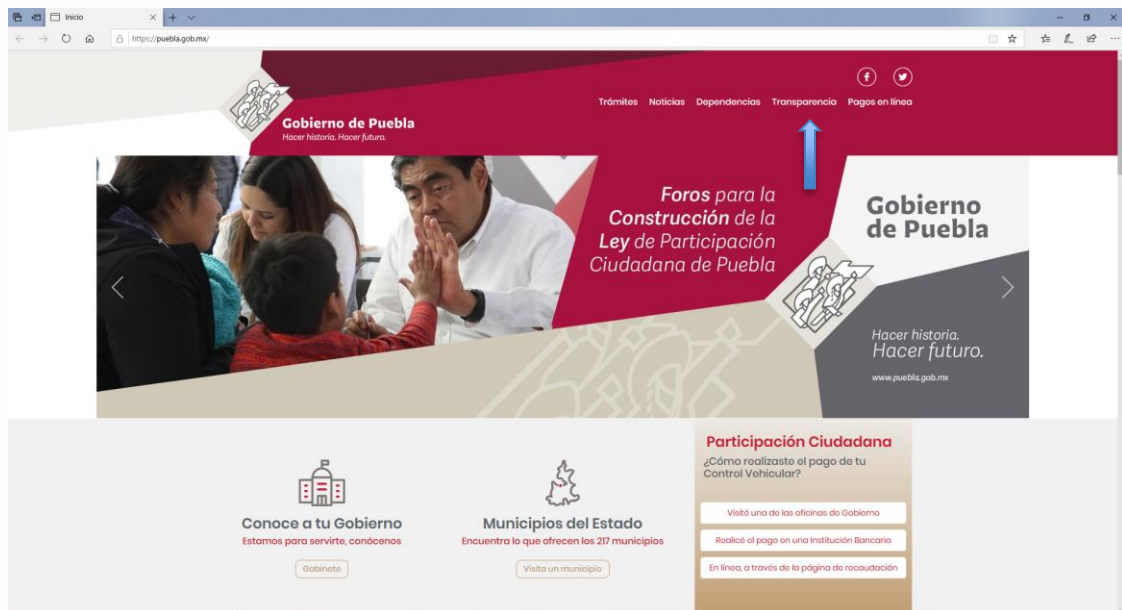 Inicio
https://puebla.gob.mx/
Gobierno de Puebla
Hacer historia. Hacer futuro.
Trámites Noticias Dependencias Transparencia Pagos en línea
Foros para la
Construcción de la
Ley de Participación
Ciudadana de Puebla
Gobierno
de Puebla
Hacer historia.
Hacer futuro.
www.puebla.gob.mx
Conoce a tu Gobierno
Estamos para servirte, conócenos
Gabinete
Municipios del Estado
Encuentra lo que ofrecen los 217 municipios
Visita un municipio
Participación Ciudadana
¿Cómo realizaste el pago de tu
Control Vehicular?
Visité una de las oficinas de Gobierno
Realicé el pago en una Institución Bancaria
En línea, a través de la página de recaudación